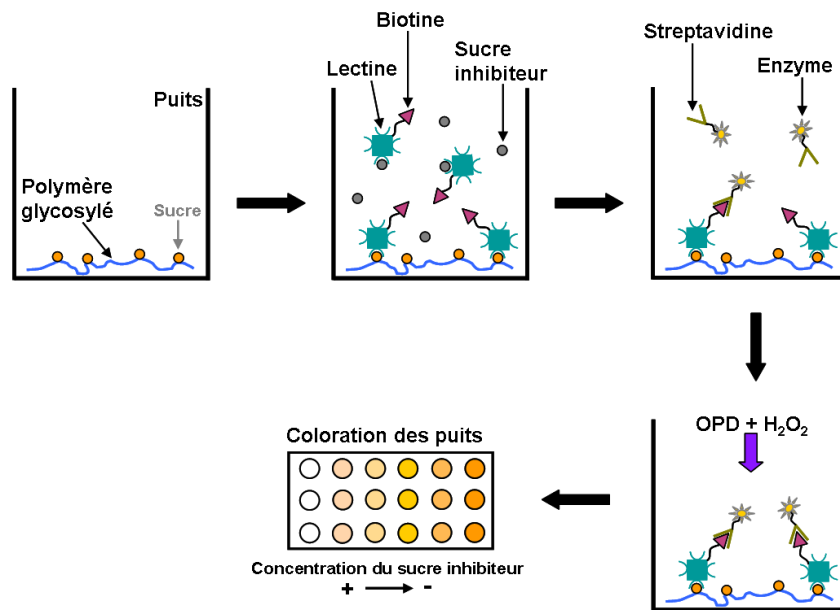 Puits
Polymère
glycosylé
Sucre
Biotine
Lectine
Sucre
inhibiteur
Streptavidine
Enzyme
OPD + H₂O₂
Coloration des puits
Concentration du sucre inhibiteur
+ → -